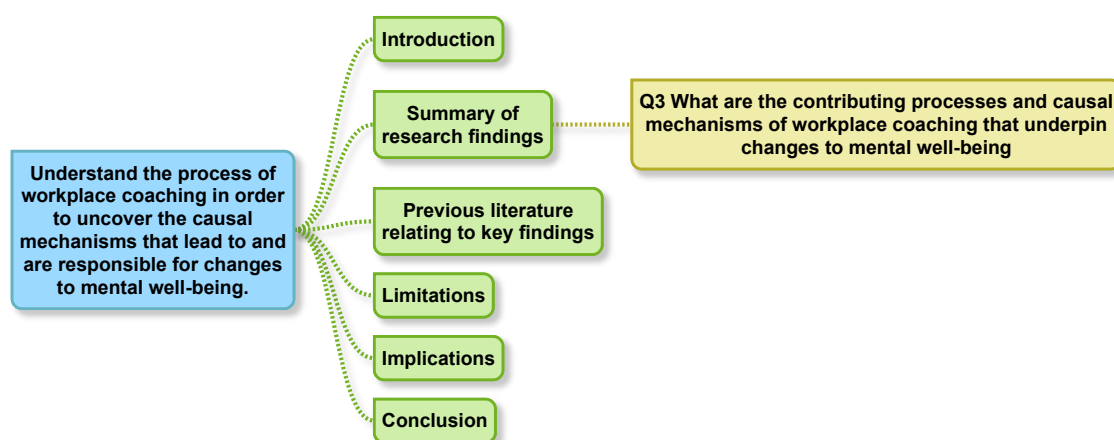 Introduction
Summary of
research findings
Q3 What are the contributing processes and causal
mechanisms of workplace coaching that underpin
changes to mental well-being
Understand the process of
workplace coaching in order
to uncover the causal
mechanisms that lead to and
are responsible for changes
to mental well-being.
Previous literature
relating to key findings
Limitations
Implications
Conclusion